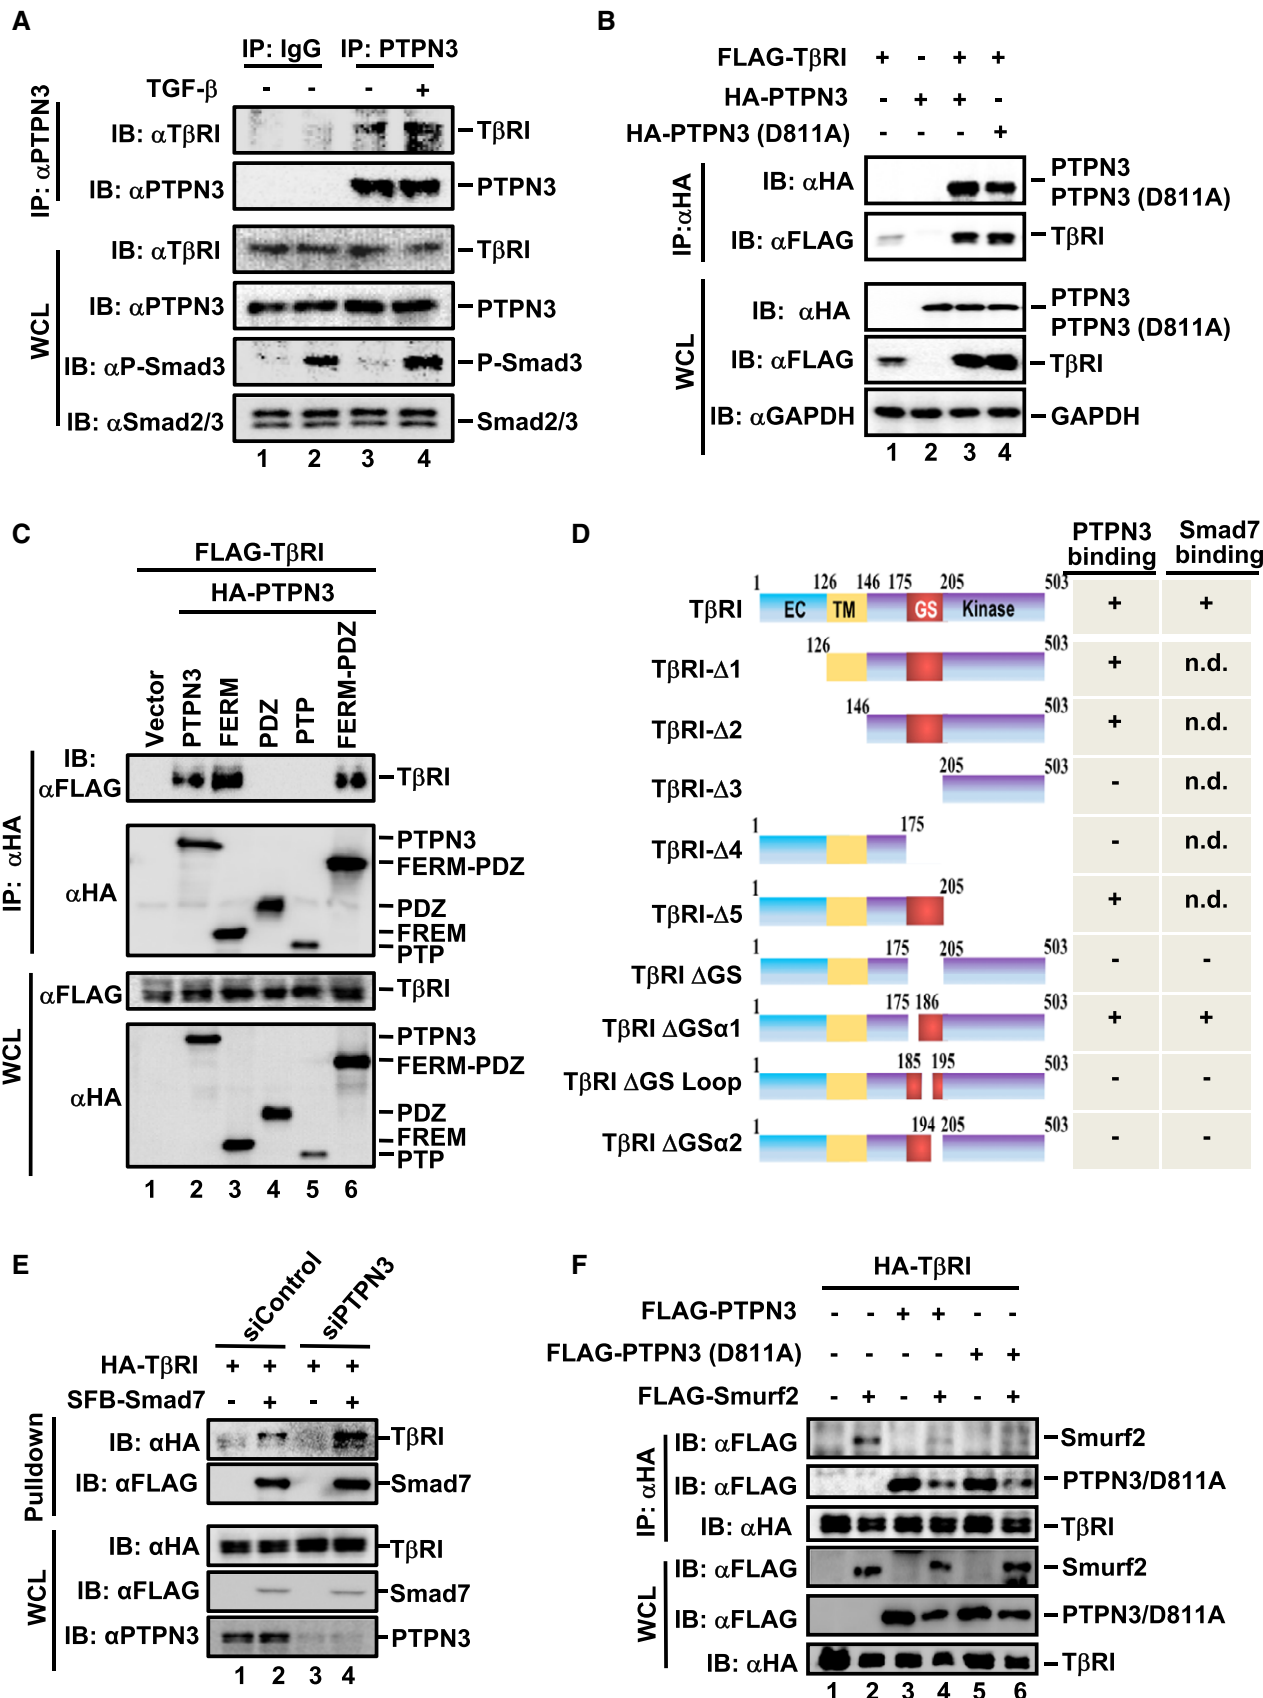 A
IP: IgG IP: PTPN3
TGF-β - - - +
IP: αPTPN3
IB: αTβRI TβRI
IB: αPTPN3 PTPN3
WCL
IB: αTβRI TβRI
IB: αPTPN3 PTPN3
IB: αP-Smad3 P-Smad3
IB: αSmad2/3 Smad2/3
1 2 3 4
B
FLAG-TβRI + - + +
HA-PTPN3 - + + -
HA-PTPN3 (D811A) - - - +
IP:αHA
IB: αHA PTPN3
PTPN3 (D811A)
IB: αFLAG TβRI
WCL
IB: αHA PTPN3
PTPN3 (D811A)
IB: αFLAG TβRI
IB: αGAPDH GAPDH
1 2 3 4
C
FLAG-TβRI
HA-PTPN3
Vector PTPN3 FERM PDZ PTP FERM-PDZ
IP: αHA
IB:
αFLAG TβRI
αHA
PTPN3
FERM-PDZ
PDZ
FREM
PTP
WCL
αFLAG TβRI
αHA
PTPN3
FERM-PDZ
PDZ
FREM
PTP
1 2 3 4 5 6
D
PTPN3 binding Smad7 binding
1 126 146 175 205 503
TβRI EC TM GS Kinase + +
126 503
TβRI-Δ1 + n.d.
146 503
TβRI-Δ2 + n.d.
205 503
TβRI-Δ3 - n.d.
1 175
TβRI-Δ4 - n.d.
1 205
TβRI-Δ5 + n.d.
1 175 205 503
TβRI ΔGS - -
1 175 186 503
TβRI ΔGSα1 + +
1 185 195 503
TβRI ΔGS Loop - -
1 194 205 503
TβRI ΔGSα2 - -
E
siControl siPTPN3
HA-TβRI + + + +
SFB-Smad7 - + - +
Pulldown
IB: αHA TβRI
IB: αFLAG Smad7
WCL
IB: αHA TβRI
IB: αFLAG Smad7
IB: αPTPN3 PTPN3
1 2 3 4
F
HA-TβRI
FLAG-PTPN3 - - + + - -
FLAG-PTPN3 (D811A) - - - - + +
FLAG-Smurf2 - + - + - +
IP: αHA
IB: αFLAG Smurf2
IB: αFLAG PTPN3/D811A
IB: αHA TβRI
WCL
IB: αFLAG Smurf2
IB: αFLAG PTPN3/D811A
IB: αHA TβRI
1 2 3 4 5 6